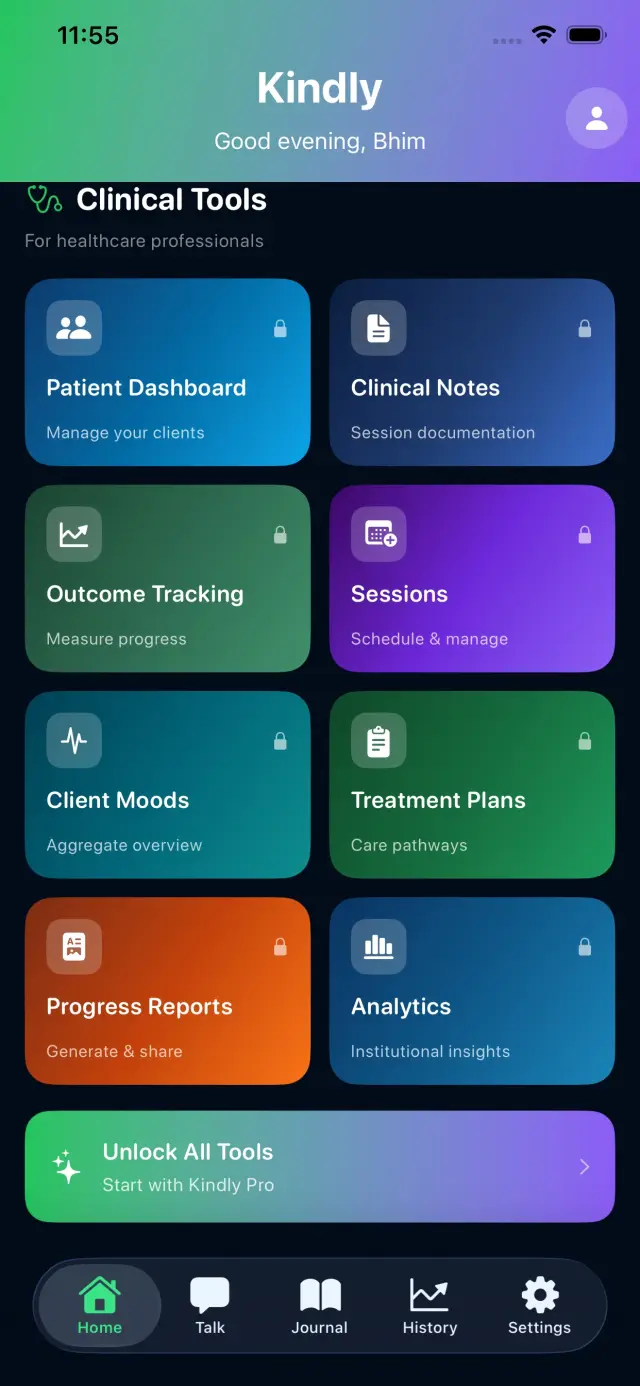 11:55
Kindly
Good evening, Bhim
Clinical Tools
For healthcare professionals
Patient Dashboard
Manage your clients
Clinical Notes
Session documentation
Outcome Tracking
Measure progress
Sessions
Schedule & manage
Client Moods
Aggregate overview
Treatment Plans
Care pathways
Progress Reports
Generate & share
Analytics
Institutional insights
Unlock All Tools
Start with Kindly Pro
Home
Talk
Journal
History
Settings